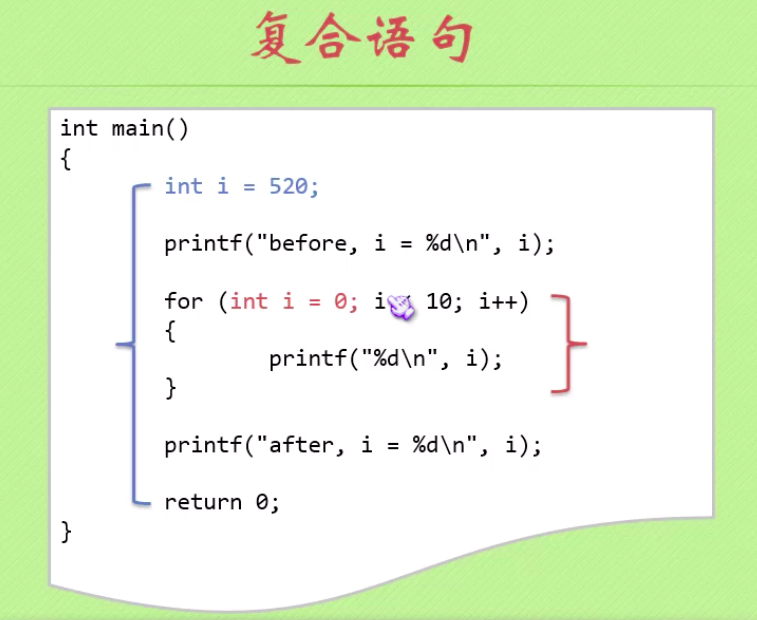 复合语句
int main()
{
int i = 520;
printf("before, i = %d\n", i);
for (int i = 0; i 10; i++)
{
printf("%d\n", i);
}
printf("after, i = %d\n", i);
return 0;
}